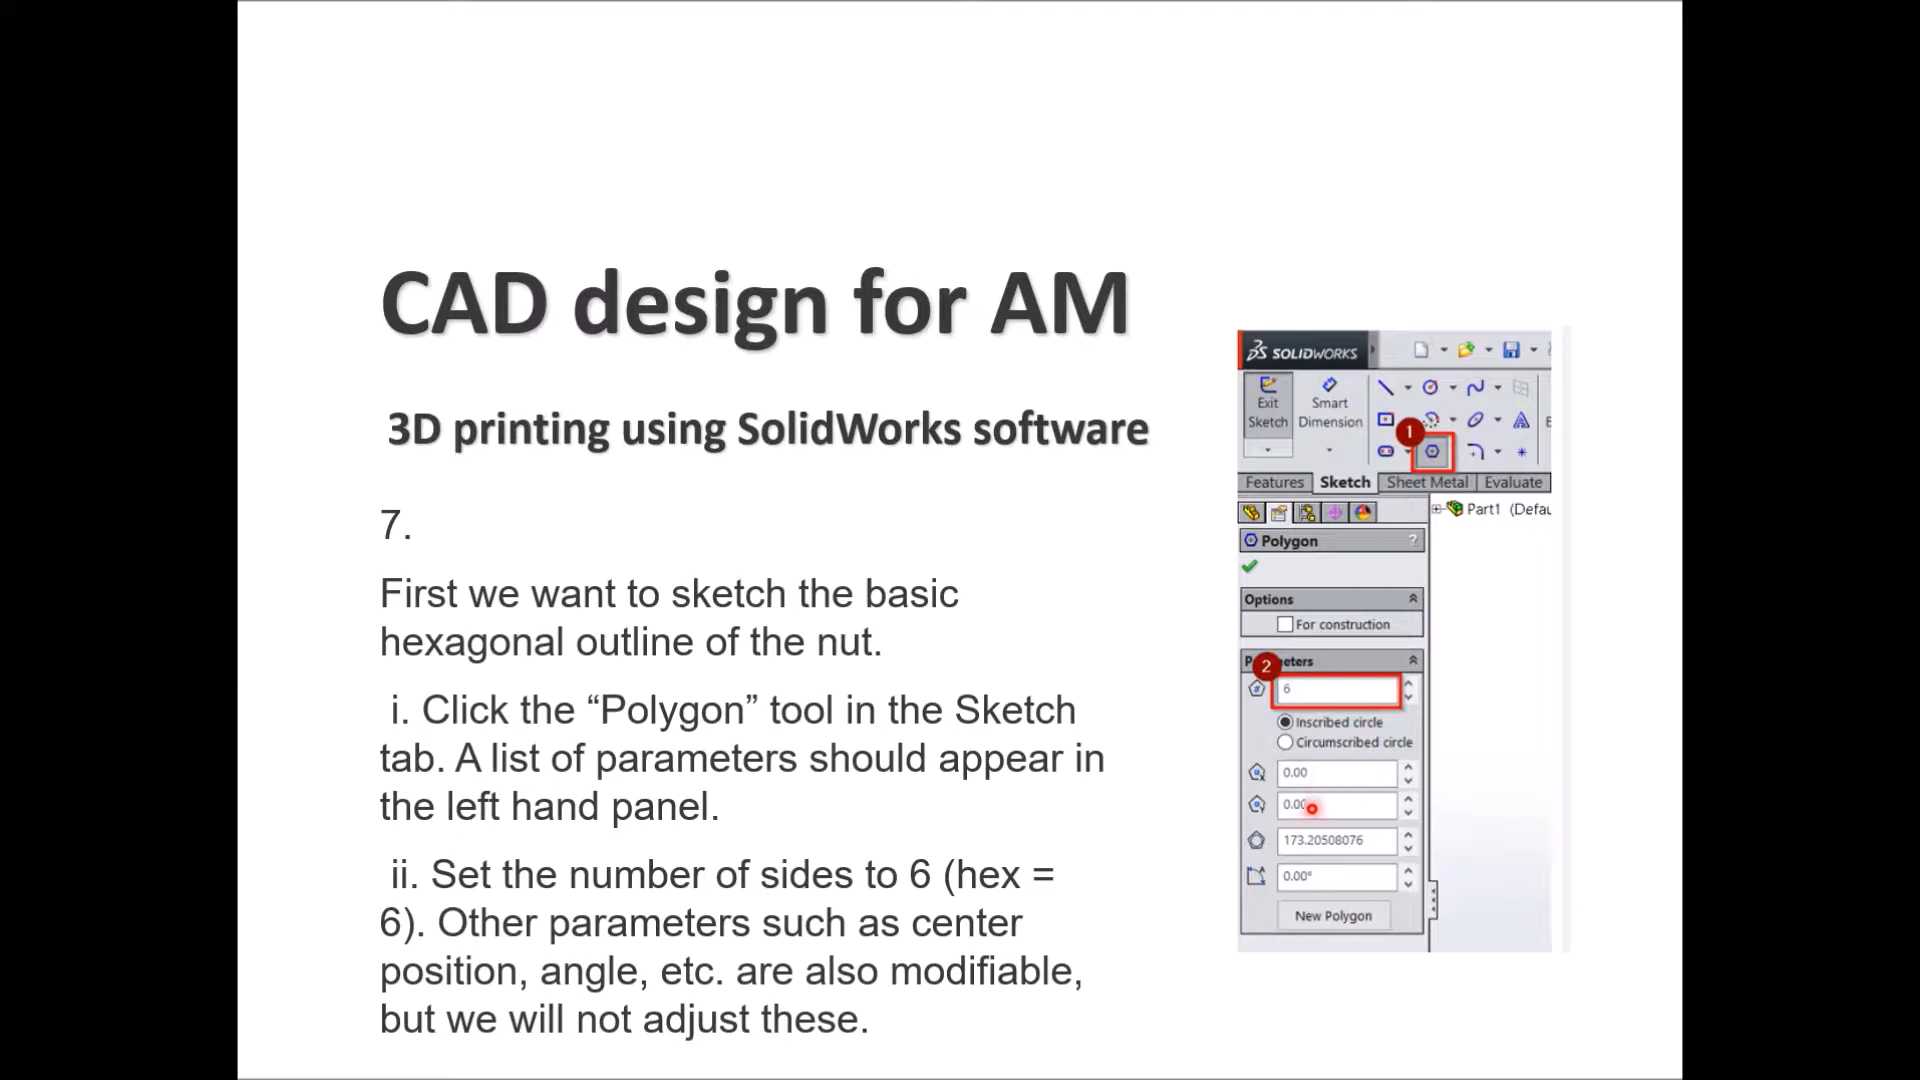 CAD design for AM
3D printing using SolidWorks software
7.
First we want to sketch the basic
hexagonal outline of the nut.
i. Click the “Polygon” tool in the Sketch
tab. A list of parameters should appear in
the left hand panel.
ii. Set the number of sides to 6 (hex =
6). Other parameters such as center
position, angle, etc. are also modifiable,
but we will not adjust these.
SOLIDWORKS
Exit
Sketch
Smart
Dimension
1
Features Sketch Sheet Metal Evaluate
Part1 (Defau
Polygon ?
Options
For construction
2
6
Inscribed circle
Circumscribed circle
0.00
0.00
173.20508076
0.00°
New Polygon